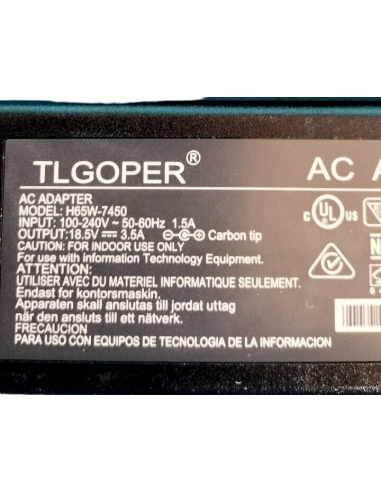 TLGOPER® AC A
AC ADAPTER
MODEL: H65W-7450
INPUT: 100-240V ~ 50-60Hz 1.5A
OUTPUT:18.5V ⎓ 3.5A Carbon tip
CAUTION: FOR INDOOR USE ONLY
For use with information Technology Equipment.
ATTENTION:
UTILISER AVEC DU MATERIEL INFORMATIQUE SEULEMENT.
Endast for kontorsmaskin.
Apparaten skall anslutas till jordat uttag
när den ansluts till ett nätverk.
PRECAUCION
PARA USO CON EQUIPOS DE TECNOLOGIA DE LA INFORMACION
c UL us